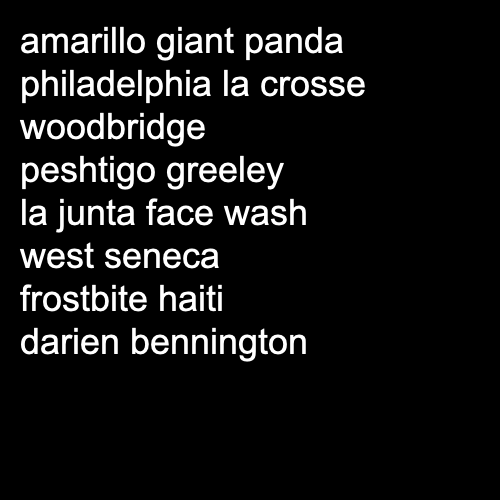 amarillo giant panda
philadelphia la crosse
woodbridge
peshtigo greeley
la junta face wash
west seneca
frostbite haiti
darien bennington